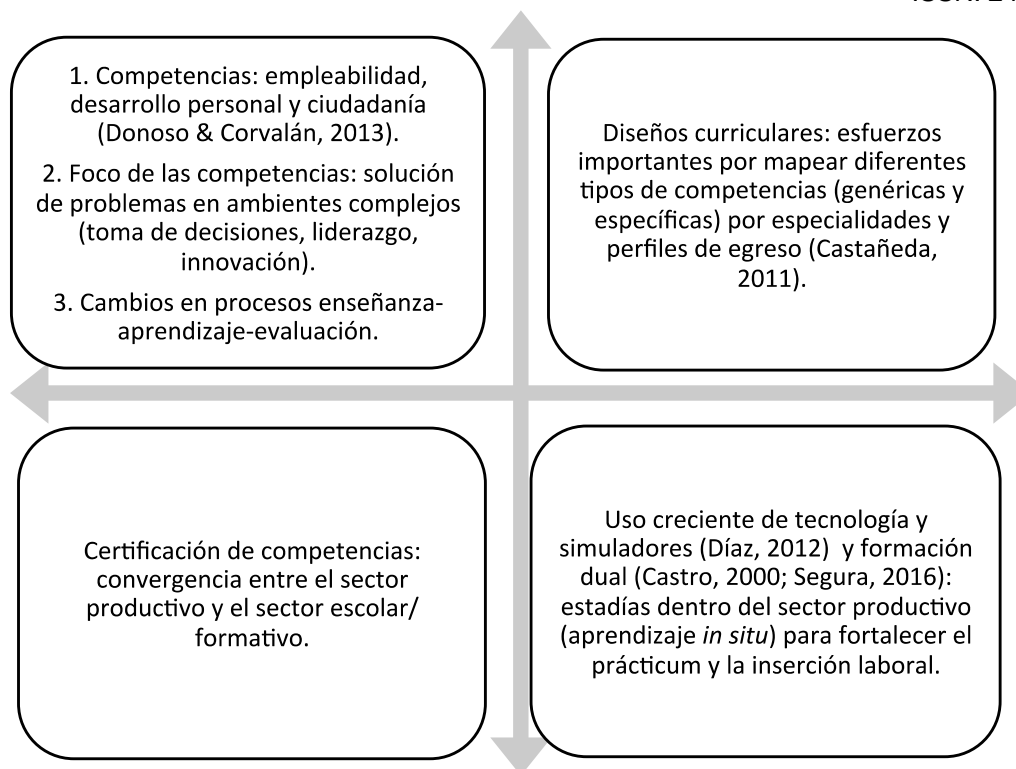 1. Competencias: empleabilidad,
desarrollo personal y ciudadanía
(Donoso & Corvalán, 2013).
2. Foco de las competencias: solución
de problemas en ambientes complejos
(toma de decisiones, liderazgo,
innovación).
3. Cambios en procesos enseñanza-
aprendizaje-evaluación.
Diseños curriculares: esfuerzos
importantes por mapear diferentes
tipos de competencias (genéricas y
específicas) por especialidades y
perfiles de egreso (Castañeda,
2011).
Certificación de competencias:
convergencia entre el sector
productivo y el sector escolar/
formativo.
Uso creciente de tecnología y
simuladores (Díaz, 2012) y formación
dual (Castro, 2000; Segura, 2016):
estadías dentro del sector productivo
(aprendizaje in situ) para fortalecer el
prácticum y la inserción laboral.